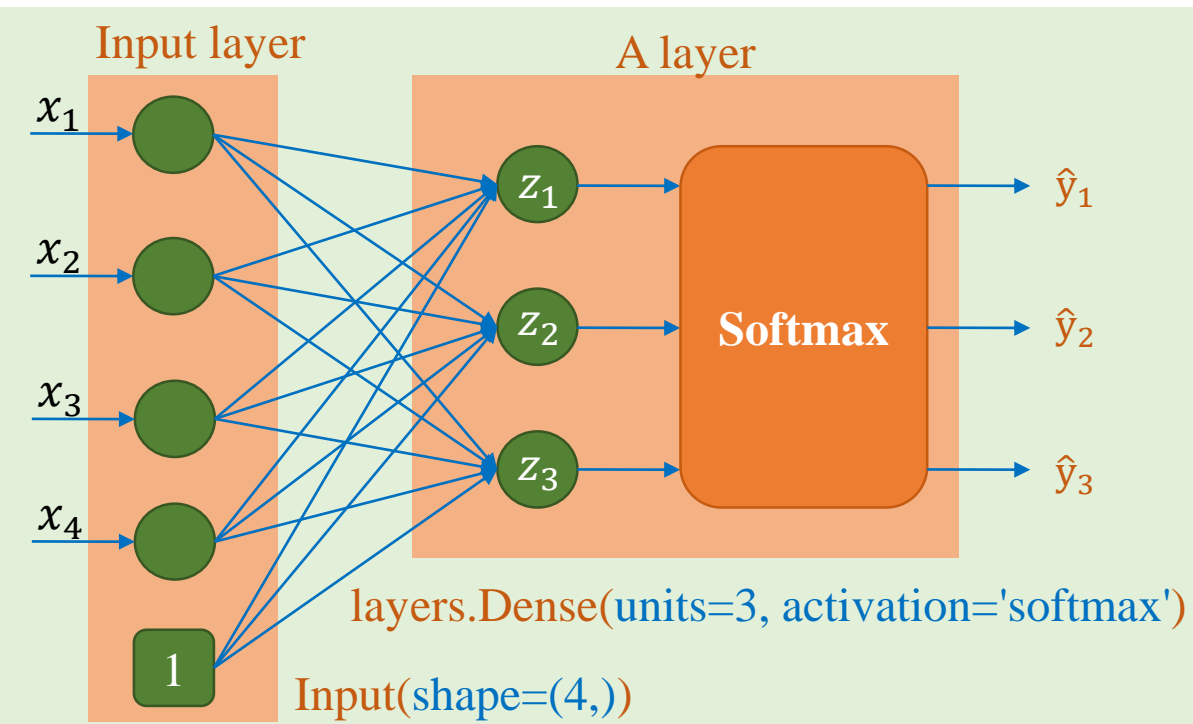 Input layer
A layer
x₁
z₁
ŷ₁
x₂
z₂
Softmax
ŷ₂
x₃
z₃
ŷ₃
x₄
layers.Dense(units=3, activation='softmax')
1
Input(shape=(4,))